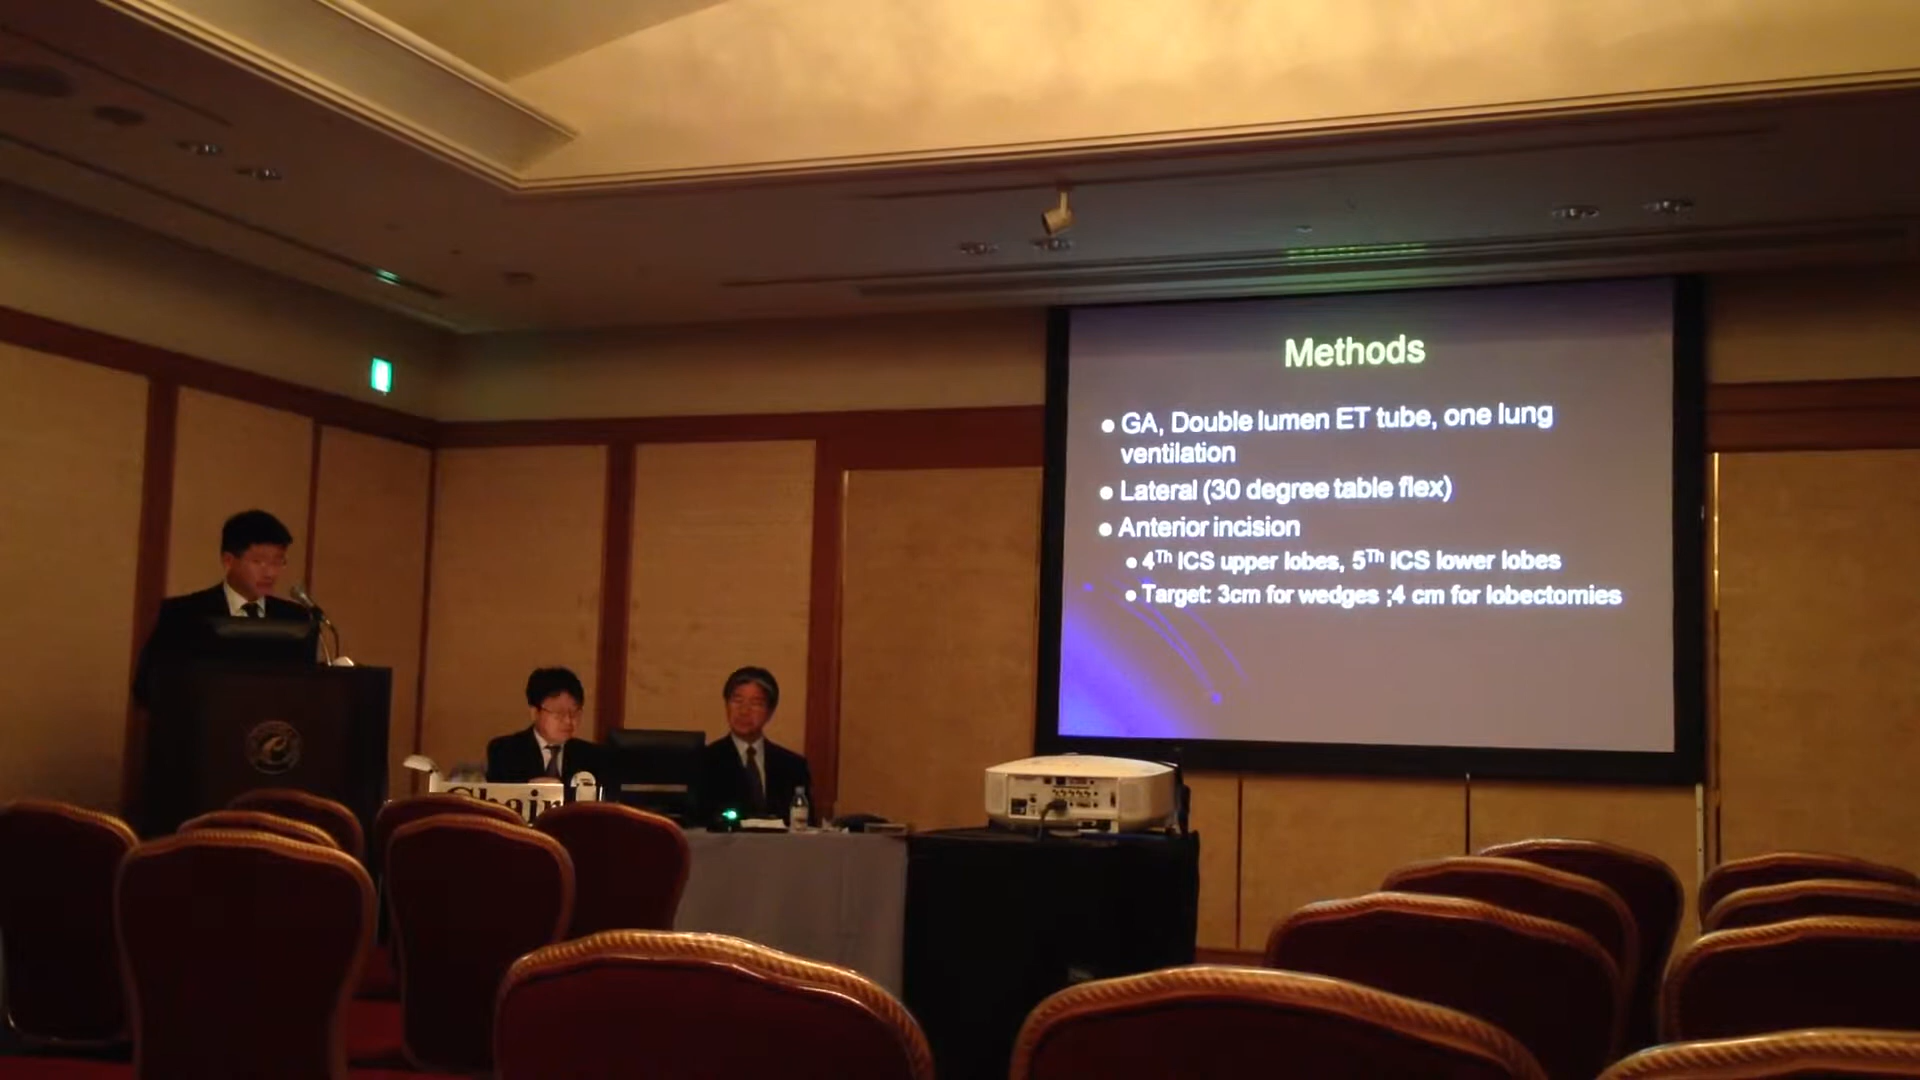 Methods
GA, Double lumen ET tube, one lung
ventilation
Lateral (30 degree table flex)
Anterior incision
4Th ICS upper lobes, 5Th ICS lower lobes
Target: 3cm for wedges ;4 cm for lobectomies
Chair